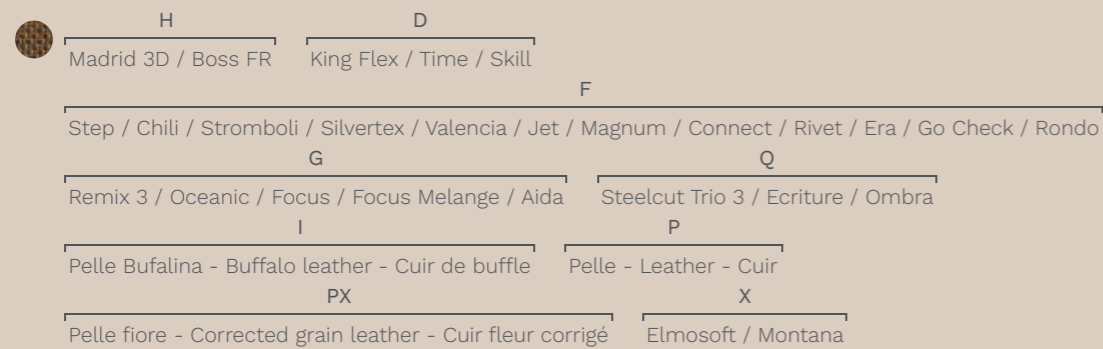 H D
Madrid 3D / Boss FR King Flex / Time / Skill
F
Step / Chili / Stromboli / Silvertex / Valencia / Jet / Magnum / Connect / Rivet / Era / Go Check / Rondo
G Q
Remix 3 / Oceanic / Focus / Focus Melange / Aida Steelcut Trio 3 / Ecriture / Ombra
I P
Pelle Bufalina - Buffalo leather - Cuir de buffle Pelle - Leather - Cuir
PX X
Pelle fiore - Corrected grain leather - Cuir fleur corrigé Elmosoft / Montana